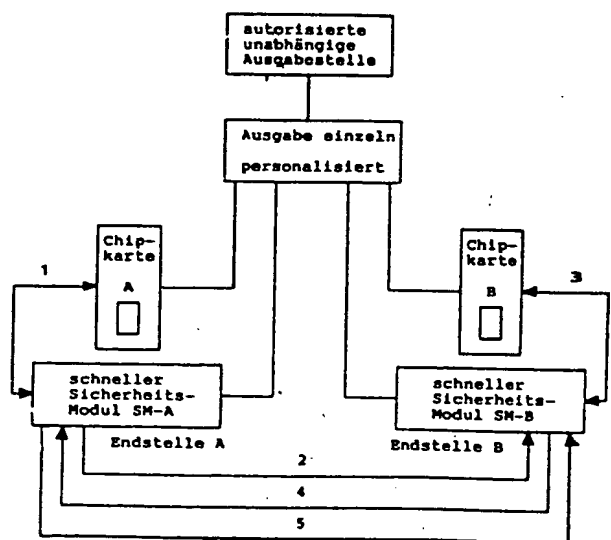 autorisierte
unabhängige
Ausgabestelle
Ausgabe einzeln
personalisiert
Chip-
karte
A
1
Chip-
karte
B
3
schneller
Sicherheits-
Modul SM-A
schneller
Sicherheits-
Modul SM-B
Endstelle A
Endstelle B
2
4
5